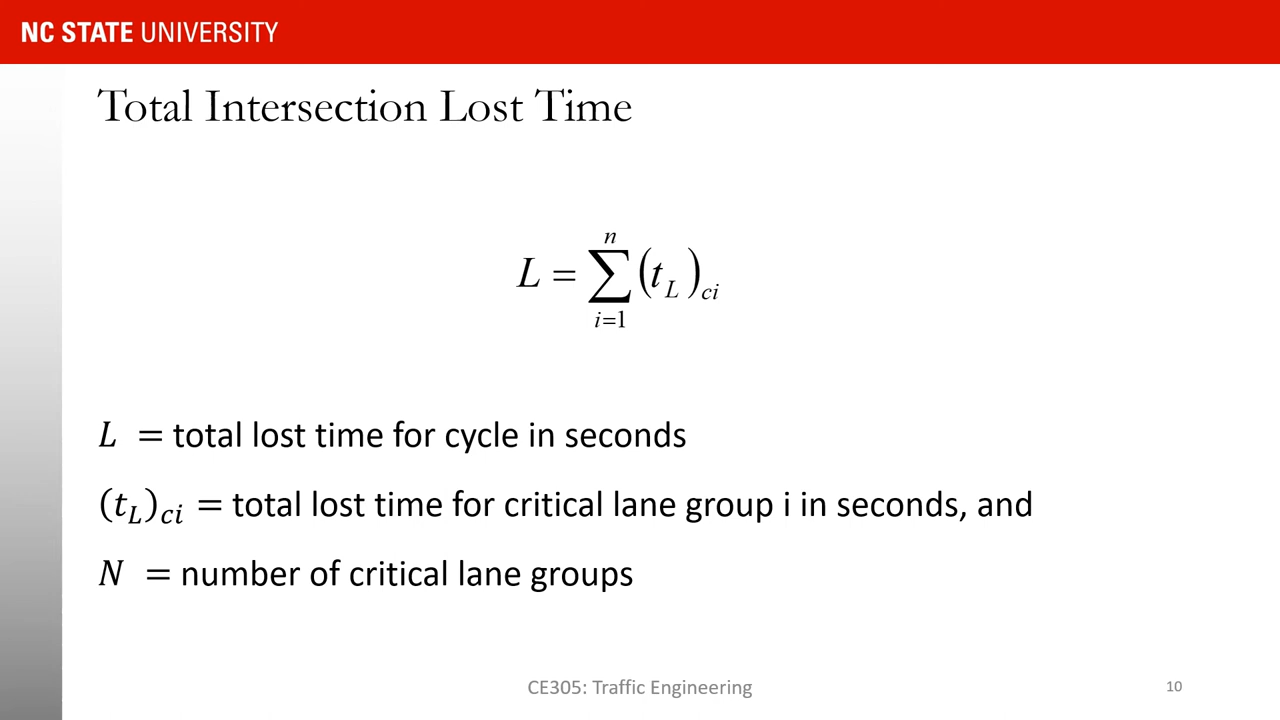 NC STATE UNIVERSITY
Total Intersection Lost Time
L = ∑_{i=1}^{n} (t_L)_{ci}
L = total lost time for cycle in seconds
(t_L)_{ci} = total lost time for critical lane group i in seconds, and
N = number of critical lane groups
CE305: Traffic Engineering
10